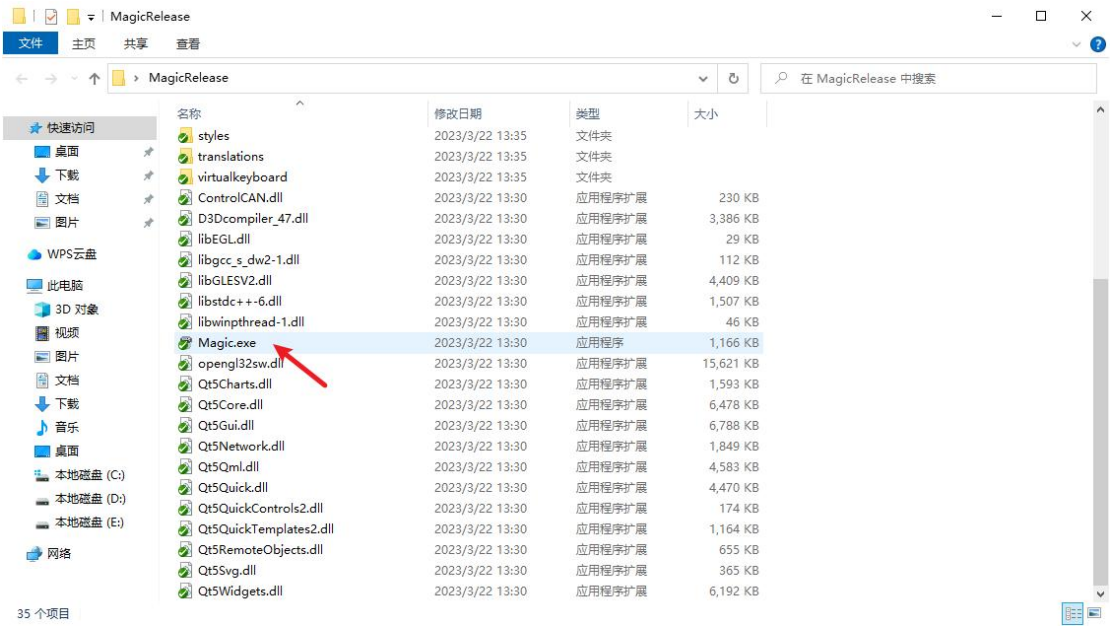 MagicRelease
文件 主页 共享 查看
MagicRelease 在 MagicRelease 中搜索
名称 修改日期 类型 大小
快速访问
桌面
下载
文档
图片
WPS云盘
此电脑
3D 对象
视频
图片
文档
下载
音乐
桌面
本地磁盘 (C:)
本地磁盘 (D:)
本地磁盘 (E:)
网络
styles 2023/3/22 13:35 文件夹
translations 2023/3/22 13:35 文件夹
virtualkeyboard 2023/3/22 13:35 文件夹
ControlCAN.dll 2023/3/22 13:30 应用程序扩展 230 KB
D3Dcompiler_47.dll 2023/3/22 13:30 应用程序扩展 3,386 KB
libEGL.dll 2023/3/22 13:30 应用程序扩展 29 KB
libgcc_s_dw2-1.dll 2023/3/22 13:30 应用程序扩展 112 KB
libGLESV2.dll 2023/3/22 13:30 应用程序扩展 4,409 KB
libstdc++-6.dll 2023/3/22 13:30 应用程序扩展 1,507 KB
libwinpthread-1.dll 2023/3/22 13:30 应用程序扩展 46 KB
Magic.exe 2023/3/22 13:30 应用程序 1,166 KB
opengl32sw.dll 2023/3/22 13:30 应用程序扩展 15,621 KB
Qt5Charts.dll 2023/3/22 13:30 应用程序扩展 1,593 KB
Qt5Core.dll 2023/3/22 13:30 应用程序扩展 6,478 KB
Qt5Gui.dll 2023/3/22 13:30 应用程序扩展 6,788 KB
Qt5Network.dll 2023/3/22 13:30 应用程序扩展 1,849 KB
Qt5Qml.dll 2023/3/22 13:30 应用程序扩展 4,583 KB
Qt5Quick.dll 2023/3/22 13:30 应用程序扩展 4,470 KB
Qt5QuickControls2.dll 2023/3/22 13:30 应用程序扩展 174 KB
Qt5QuickTemplates2.dll 2023/3/22 13:30 应用程序扩展 1,164 KB
Qt5RemoteObjects.dll 2023/3/22 13:30 应用程序扩展 655 KB
Qt5Svg.dll 2023/3/22 13:30 应用程序扩展 365 KB
Qt5Widgets.dll 2023/3/22 13:30 应用程序扩展 6,192 KB
35 个项目